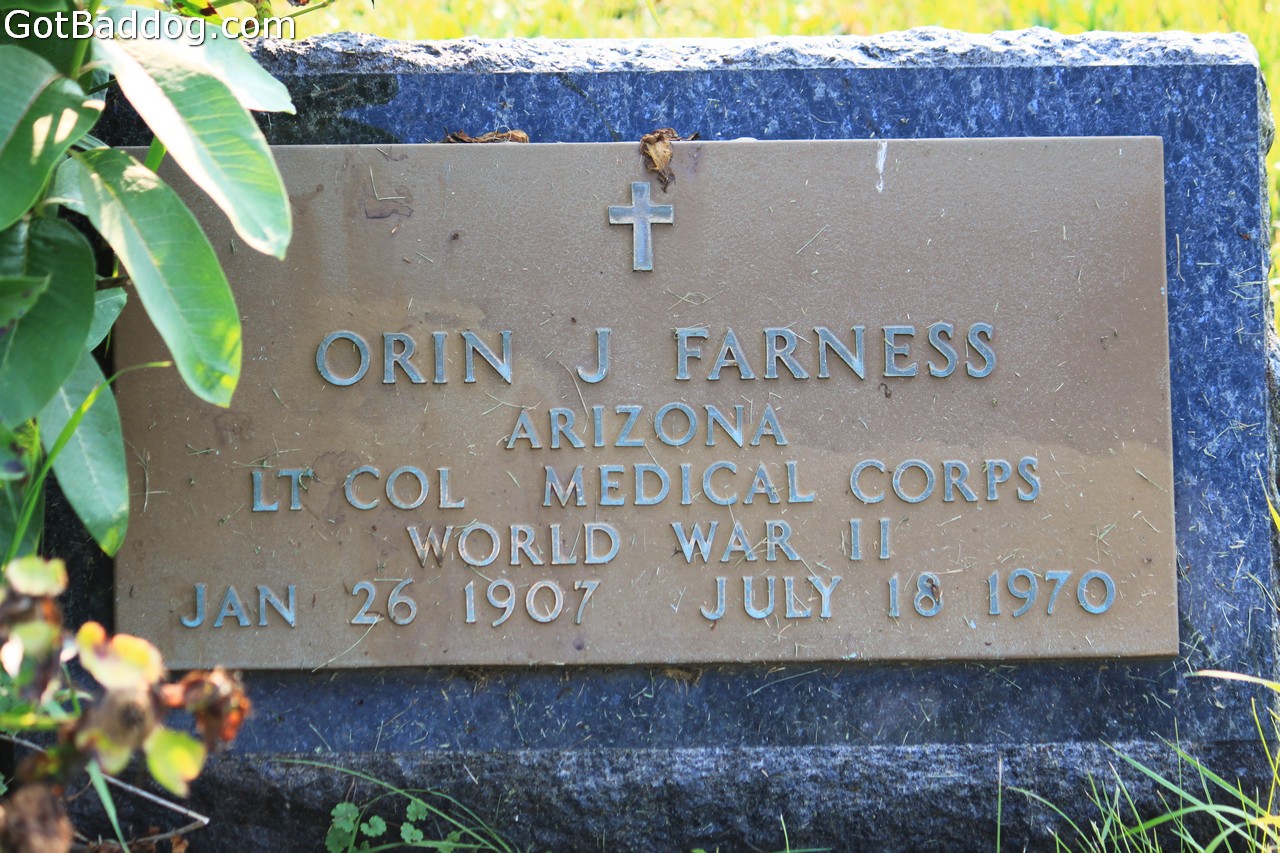 GotBaddog.com
ORIN J FARNESS
ARIZONA
LT COL MEDICAL CORPS
WORLD WAR II
JAN 26 1907 JULY 18 1970